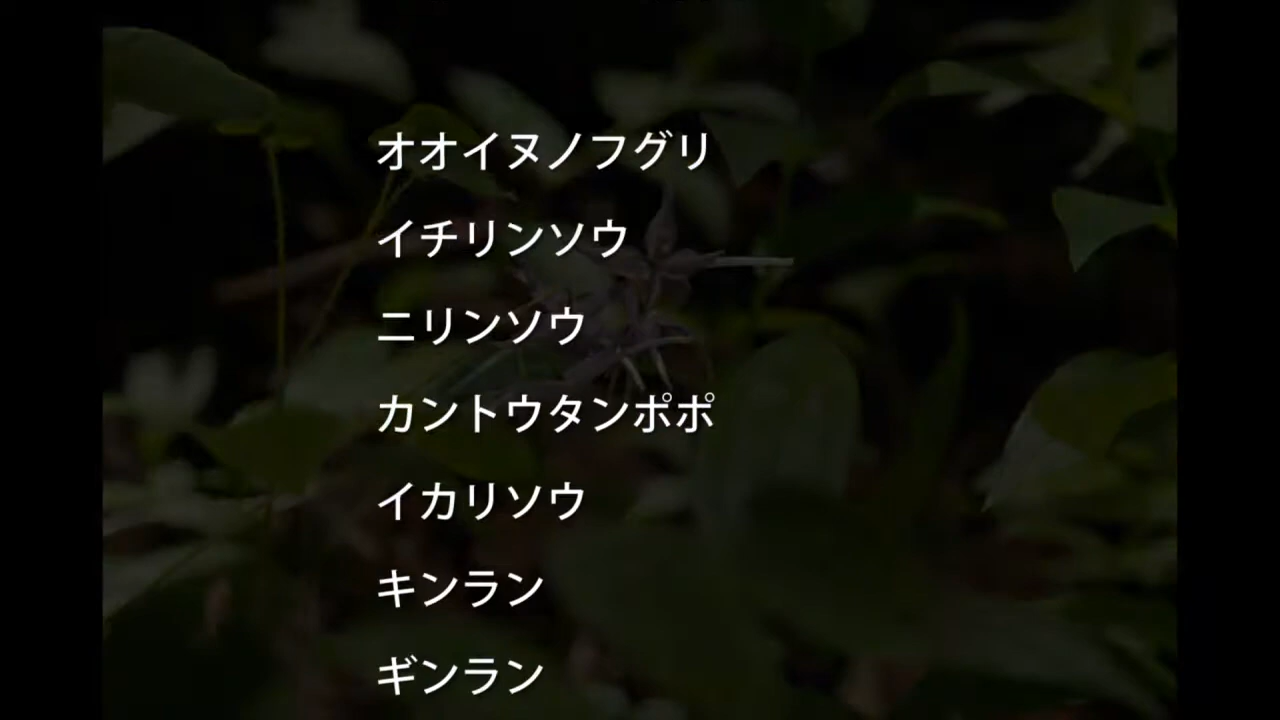 オオイヌノフグリ
イチリンソウ
ニリンソウ
カントウタンポポ
イカリソウ
キンラン
ギンラン